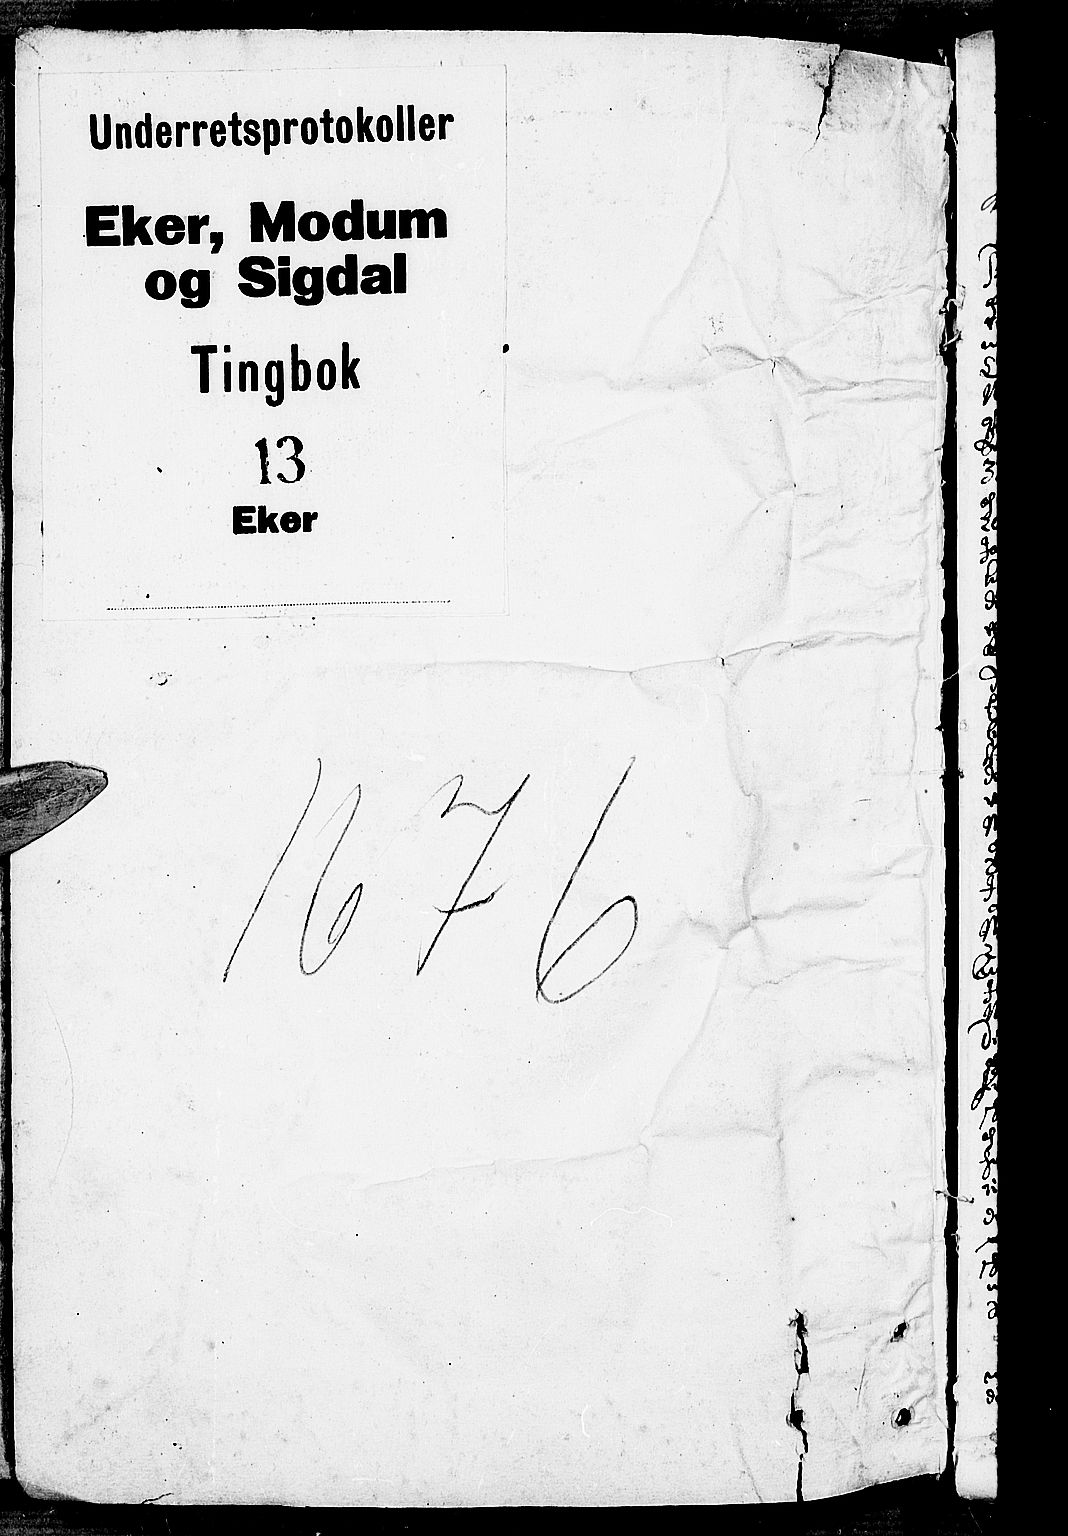 Underretsprotokoller
Eker, Modum
og Sigdal
Tingbok
13
Eker
1676